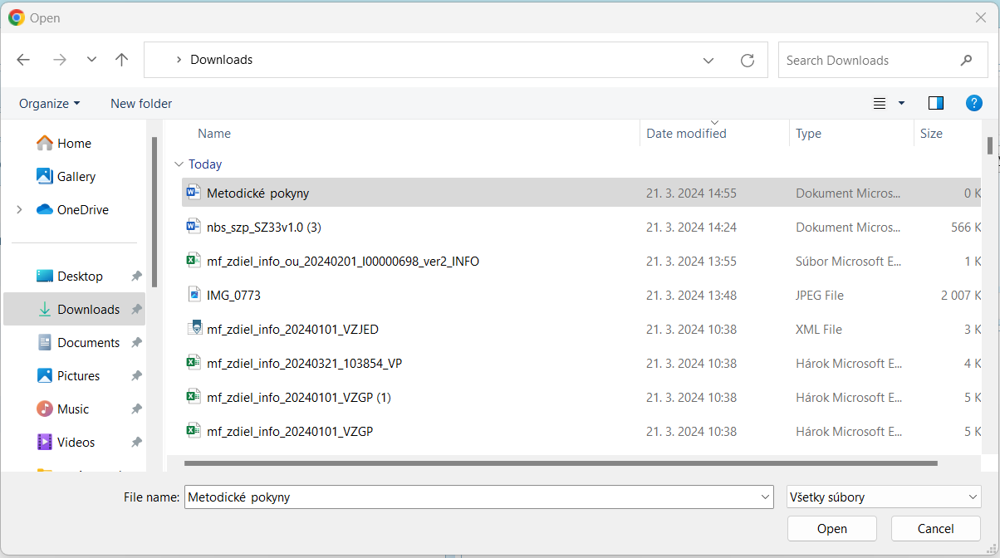 Open
Downloads
Search Downloads
Organize
New folder
Name
Date modified
Type
Size
Home
Gallery
OneDrive
Desktop
Downloads
Documents
Pictures
Music
Videos
Today
Metodické pokyny 21. 3. 2024 14:55 Dokument Micros... 0 K
nbs_szp_SZ33v1.0 (3) 21. 3. 2024 14:24 Dokument Micros... 566 K
mf_zdiel_info_ou_20240201_I00000698_ver2_INFO 21. 3. 2024 13:55 Súbor Microsoft E... 1 K
IMG_0773 21. 3. 2024 13:48 JPEG File 2 007 K
mf_zdiel_info_20240101_VZJED 21. 3. 2024 10:38 XML File 3 K
mf_zdiel_info_20240321_103854_VP 21. 3. 2024 10:38 Hárok Microsoft E... 4 K
mf_zdiel_info_20240101_VZGP (1) 21. 3. 2024 10:38 Hárok Microsoft E... 5 K
mf_zdiel_info_20240101_VZGP 21. 3. 2024 10:38 Hárok Microsoft E... 5 K
File name: Metodické pokyny
Všetky súbory
Open
Cancel